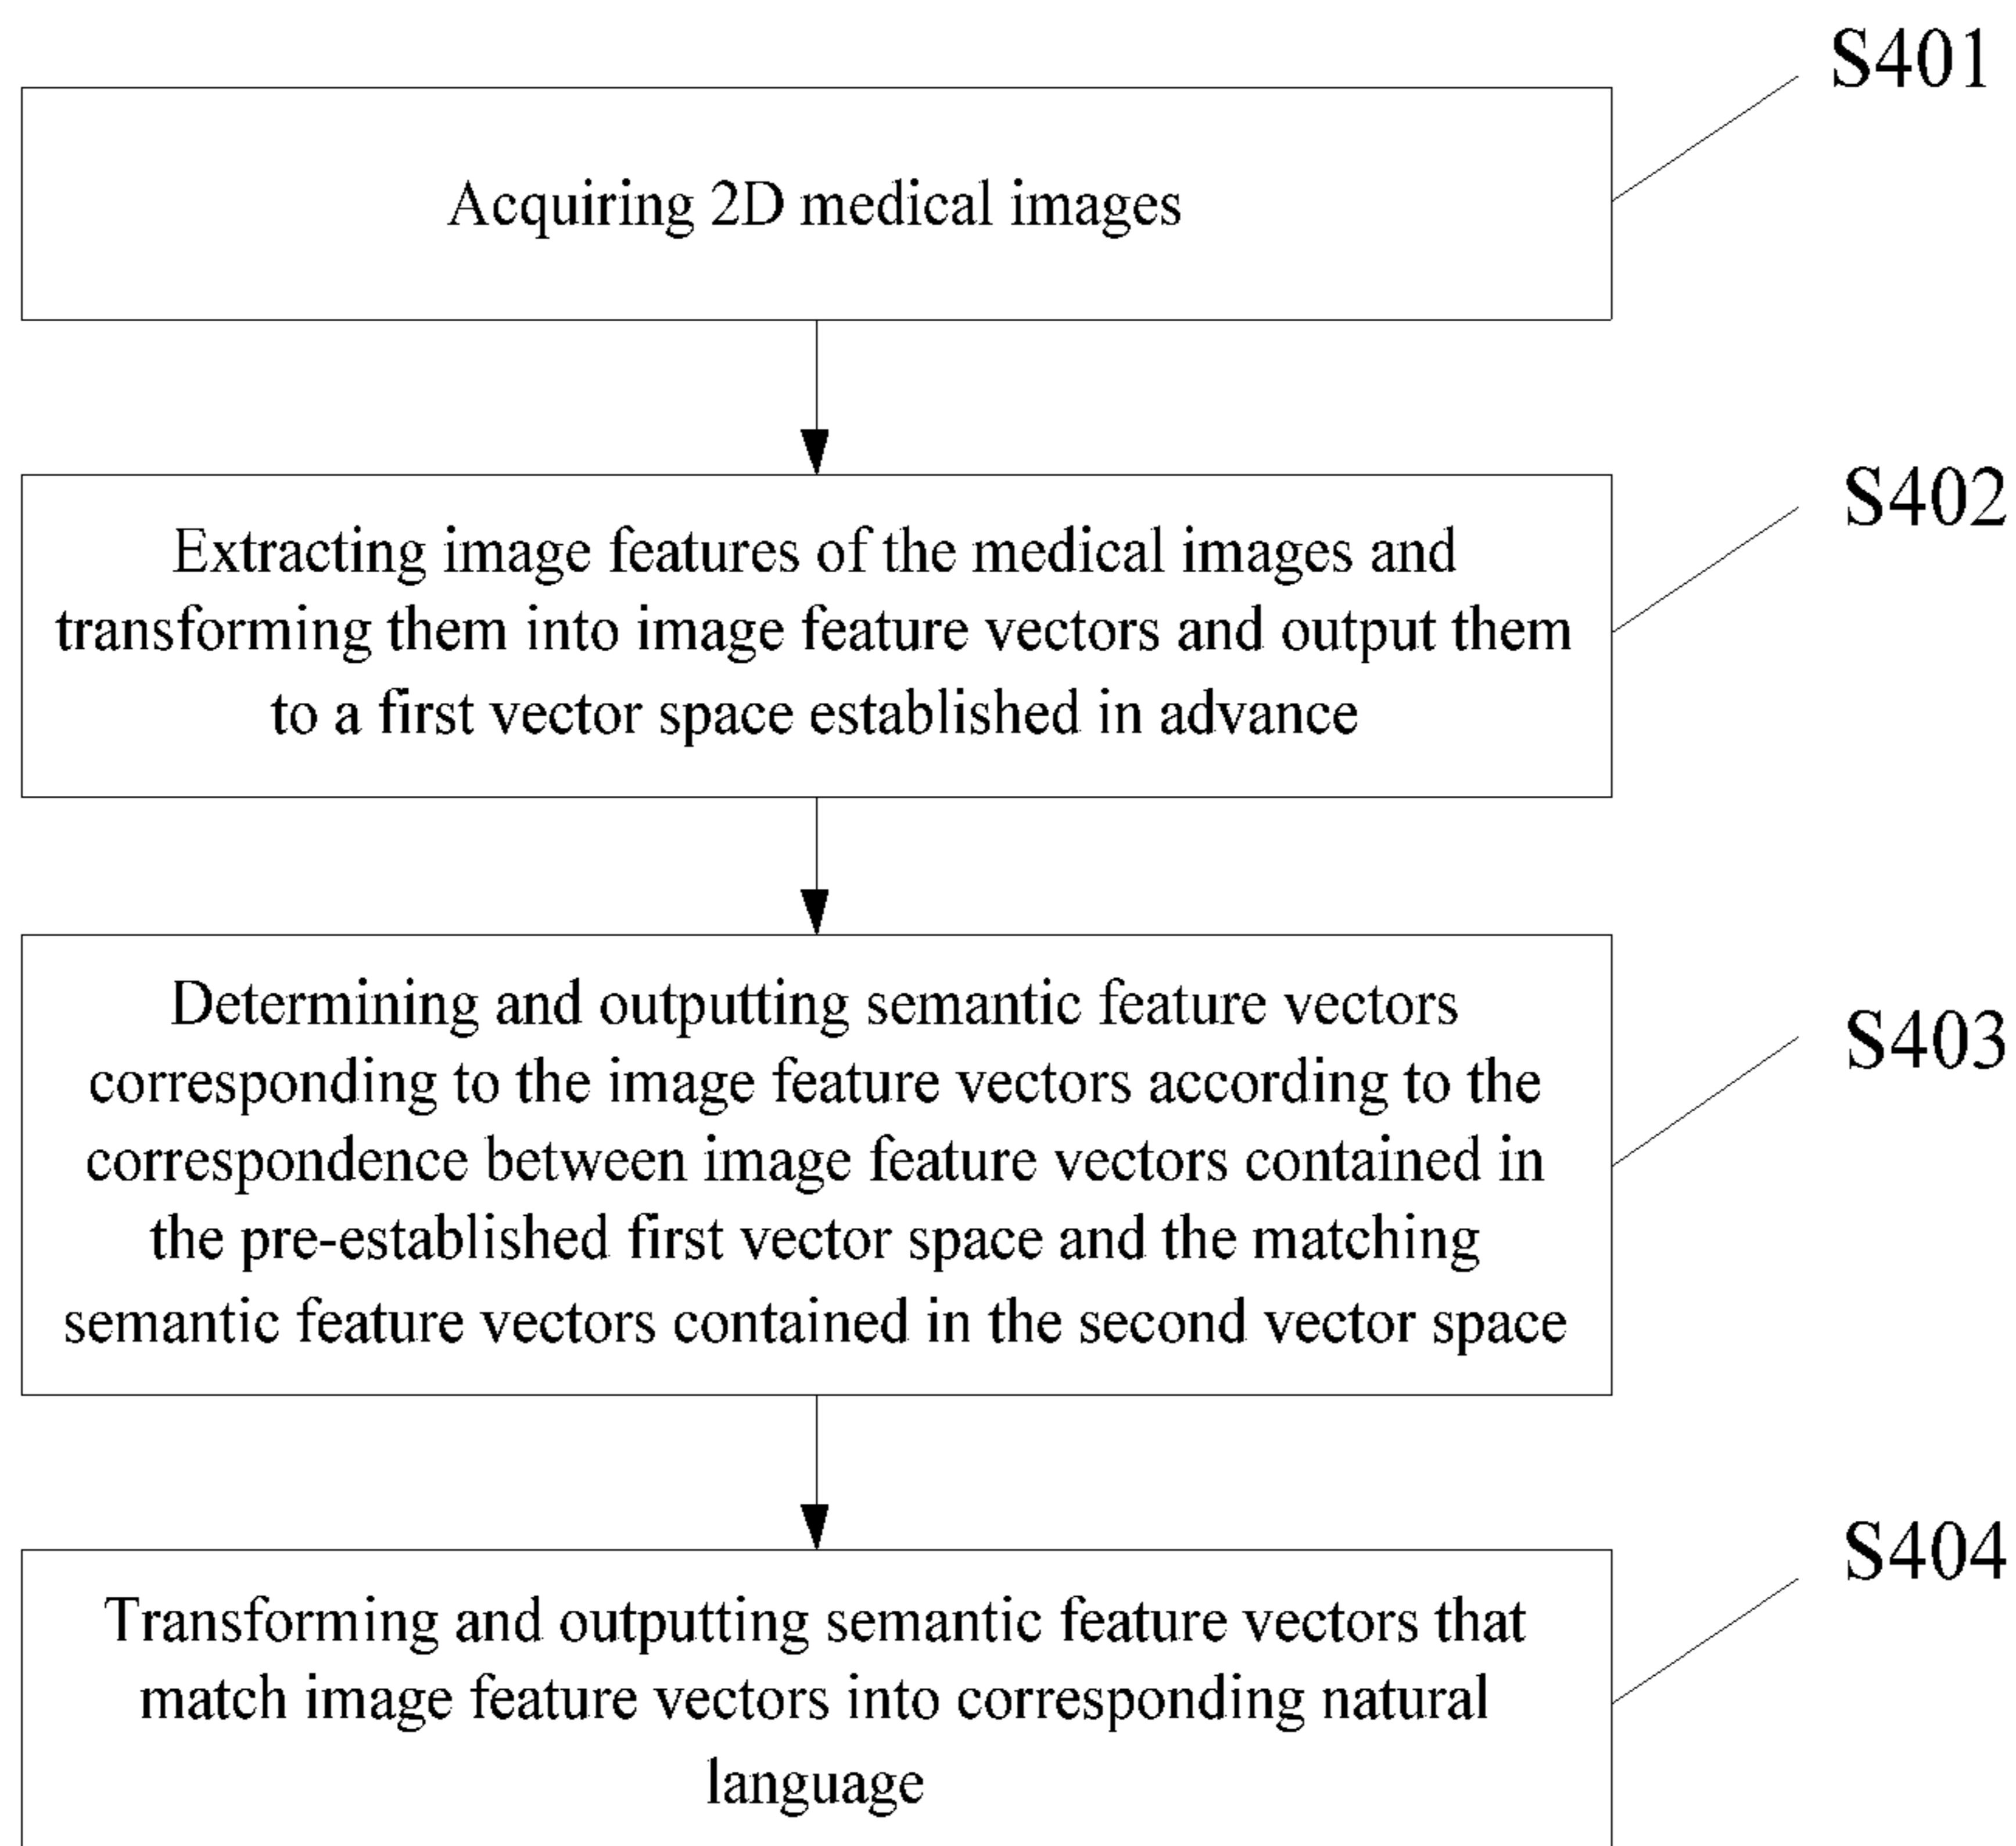 S401
Acquiring 2D medical images
S402
Extracting image features of the medical images and
transforming them into image feature vectors and output them
to a first vector space established in advance
S403
Determining and outputting semantic feature vectors
corresponding to the image feature vectors according to the
correspondence between image feature vectors contained in
the pre-established first vector space and the matching
semantic feature vectors contained in the second vector space
S404
Transforming and outputting semantic feature vectors that
match image feature vectors into corresponding natural
language